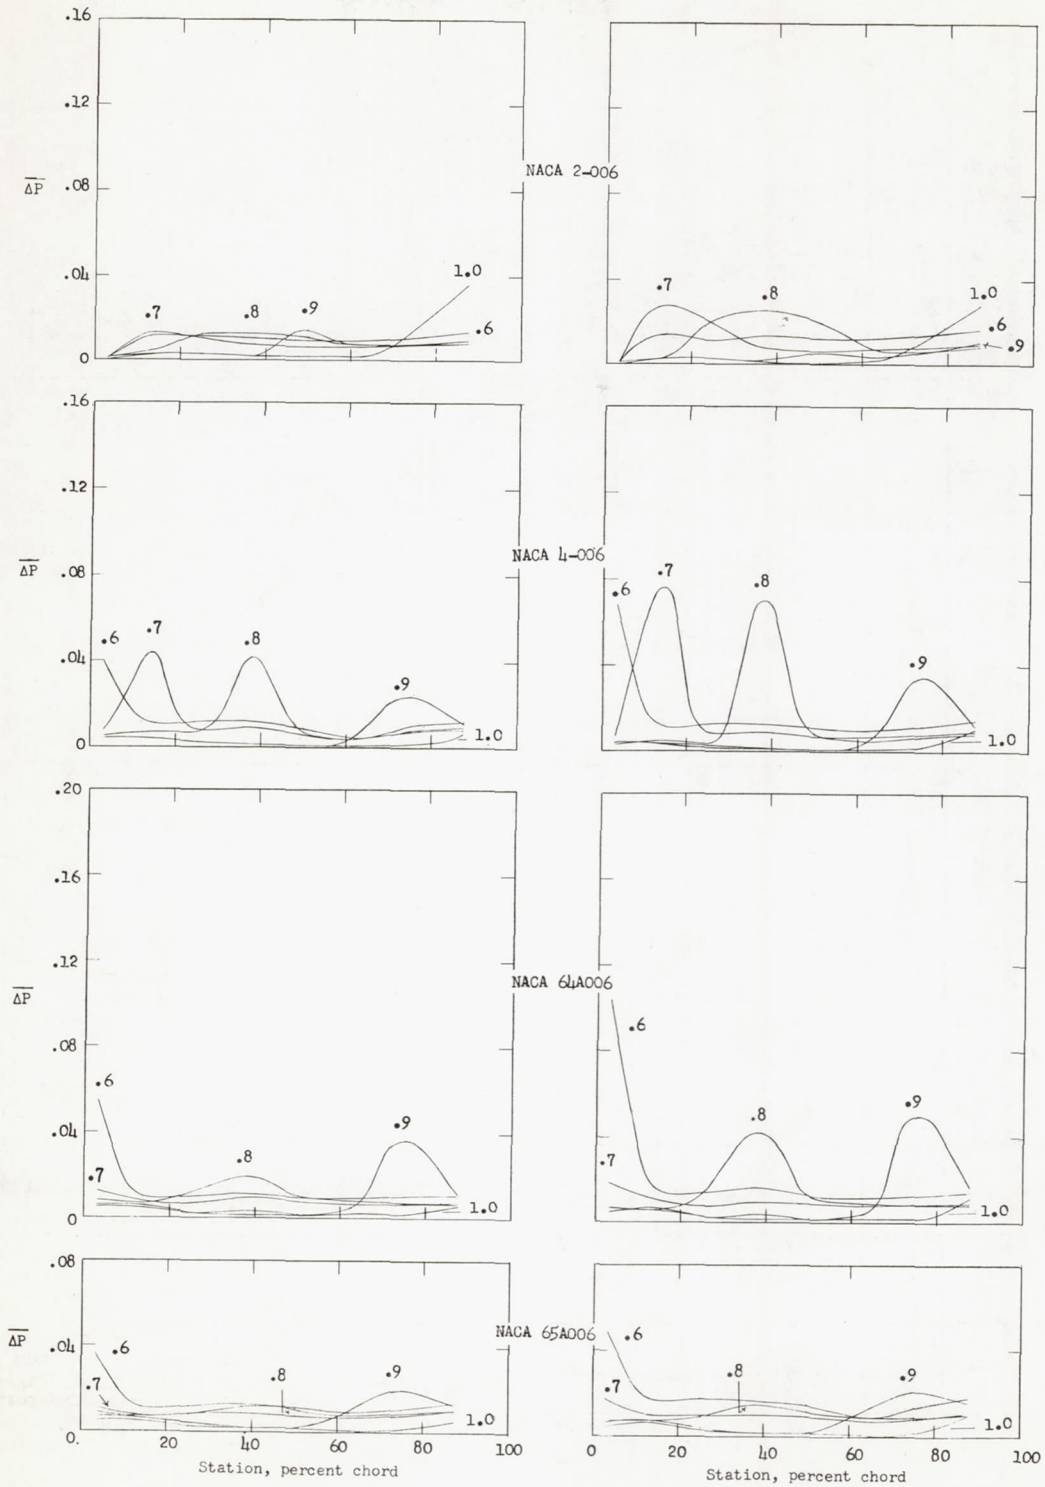 .16
.12
ΔP .08
.04
0
.7 .8 .9 1.0 .6
NACA 2-006
.7 .8 1.0 .6 .9
.16
.12
ΔP .08
.04
0
.6 .7 .8 .9 1.0
NACA 4-006
.6 .7 .8 .9 1.0
.20
.16
.12
ΔP
.08
.04
0
.6 .7 .8 .9 1.0
NACA 64A006
.6 .7 .8 .9 1.0
.08
ΔP .04
0.
.6 .7 .8 .9 1.0
NACA 65A006
.6 .7 .8 .9 1.0
20 40 60 80 100
Station, percent chord
0 20 40 60 80 100
Station, percent chord